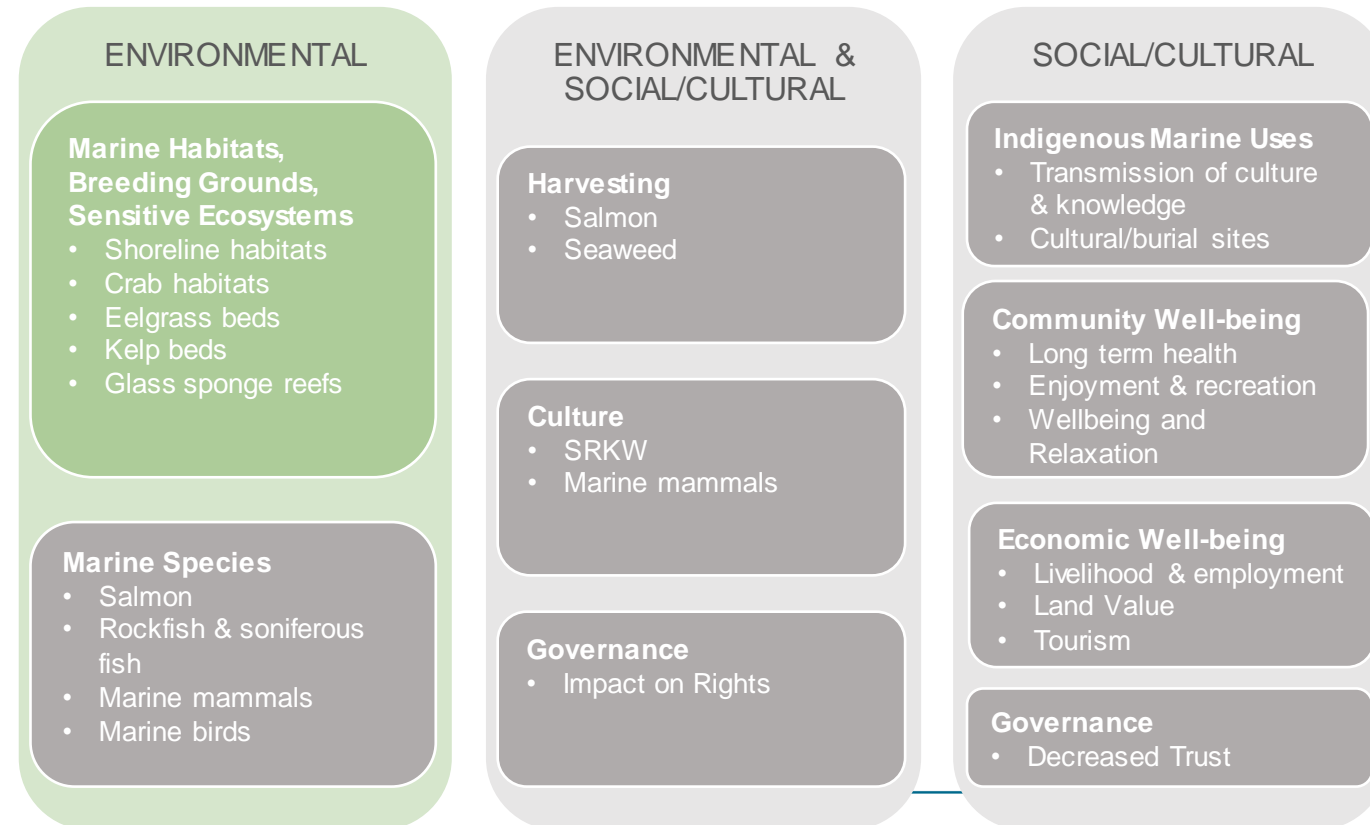 ENVIRONMENTAL
Marine Habitats,
Breeding Grounds,
Sensitive Ecosystems
• Shoreline habitats
• Crab habitats
• Eelgrass beds
• Kelp beds
• Glass sponge reefs
Marine Species
• Salmon
• Rockfish & soniferous
fish
• Marine mammals
• Marine birds
ENVIRONMENTAL &
SOCIAL/CULTURAL
Harvesting
• Salmon
• Seaweed
Culture
• SRKW
• Marine mammals
Governance
• Impact on Rights
SOCIAL/CULTURAL
Indigenous Marine Uses
• Transmission of culture
& knowledge
• Cultural/burial sites
Community Well-being
• Long term health
• Enjoyment & recreation
• Wellbeing and
Relaxation
Economic Well-being
• Livelihood & employment
• Land Value
• Tourism
Governance
• Decreased Trust